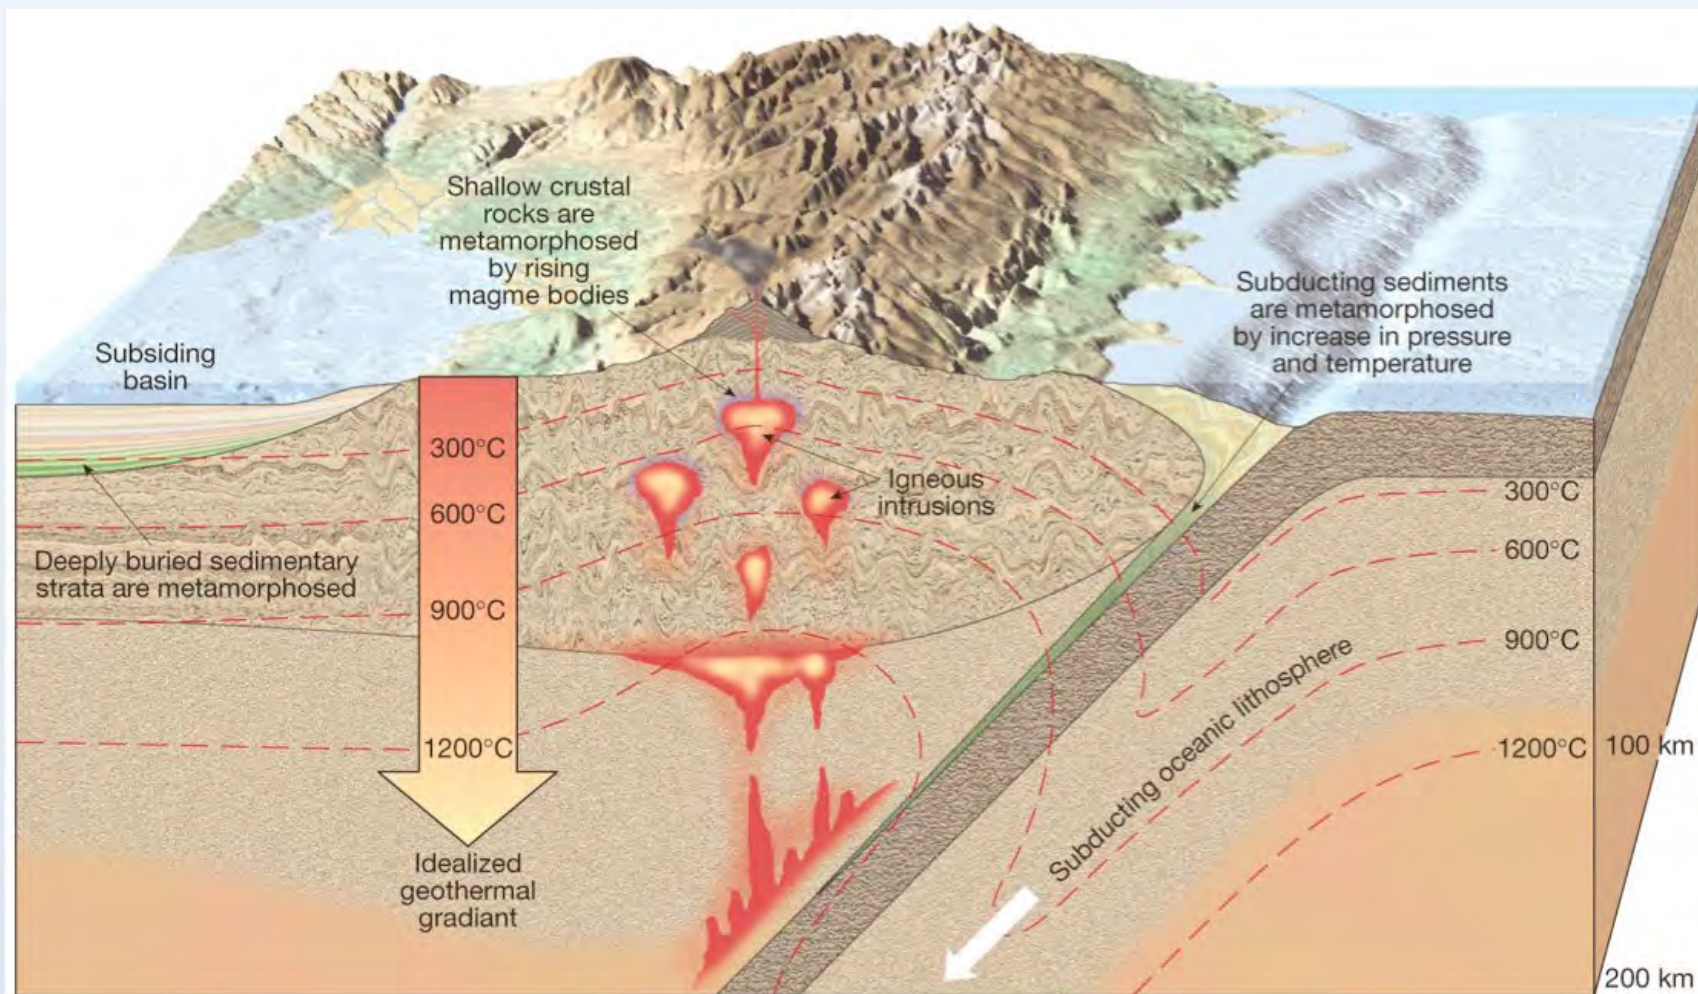 Shallow crustal
rocks are
metamorphosed
by rising
magme bodies
Subducting sediments
are metamorphosed
by increase in pressure
and temperature
Subsiding
basin
300°C
600°C
900°C
1200°C
Igneous
intrusions
Deeply buried sedimentary
strata are metamorphosed
300°C
600°C
900°C
1200°C
100 km
Subducting oceanic lithosphere
Idealized
geothermal
gradiant
200 km